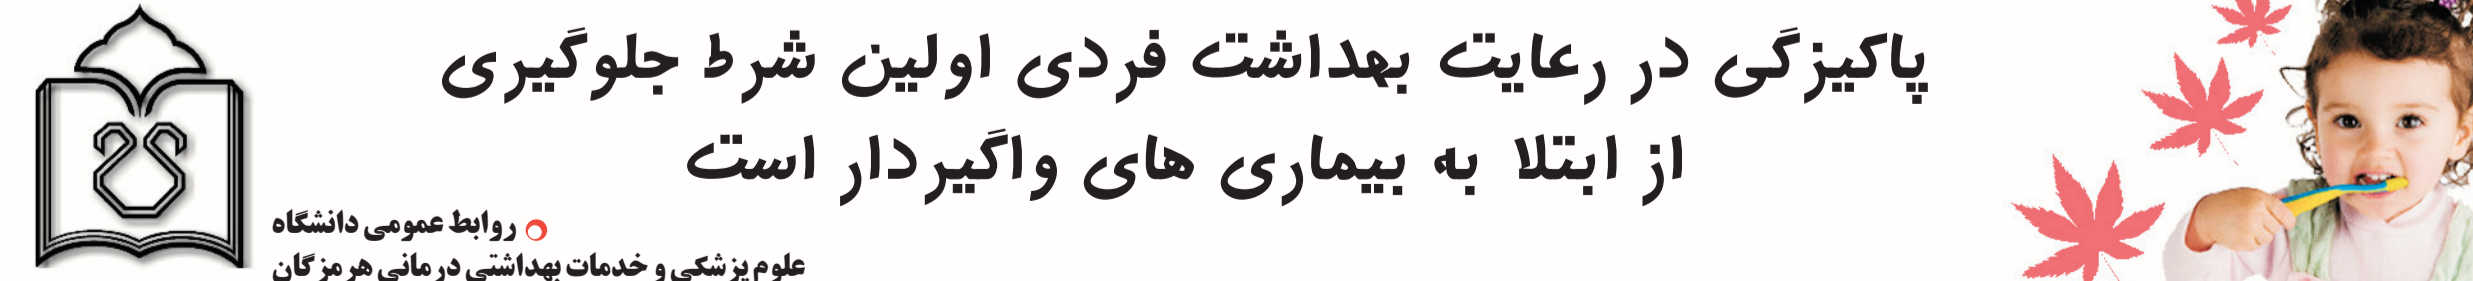 پاکیزگی در رعایت بهداشت فردی اولین شرط جلوگیری
از ابتلا به بیماری های واگیردار است
روابط عمومی دانشگاه
علوم پزشکی و خدمات بهداشتی درمانی هرمزگان